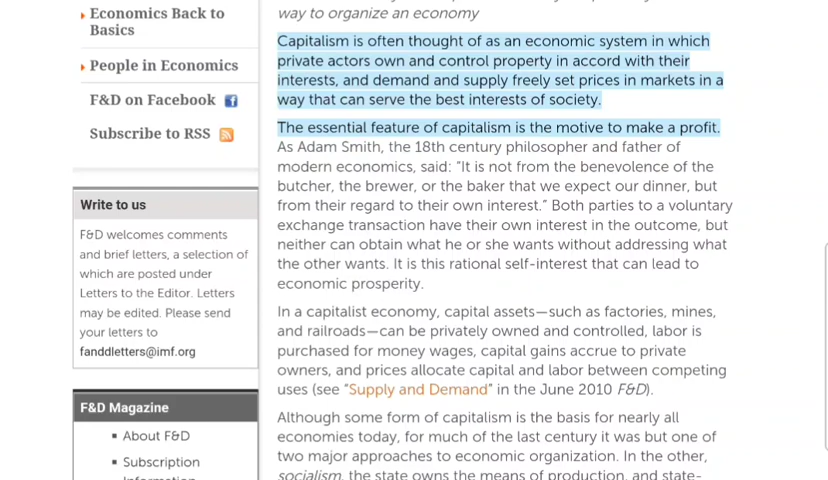 Economics Back to
Basics
People in Economics
F&D on Facebook
Subscribe to RSS
Write to us
F&D welcomes comments
and brief letters, a selection of
which are posted under
Letters to the Editor. Letters
may be edited. Please send
your letters to
fanddletters@imf.org
F&D Magazine
About F&D
Subscription
Information
way to organize an economy
Capitalism is often thought of as an economic system in which
private actors own and control property in accord with their
interests, and demand and supply freely set prices in markets in a
way that can serve the best interests of society.
The essential feature of capitalism is the motive to make a profit.
As Adam Smith, the 18th century philosopher and father of
modern economics, said: “It is not from the benevolence of the
butcher, the brewer, or the baker that we expect our dinner, but
from their regard to their own interest.” Both parties to a voluntary
exchange transaction have their own interest in the outcome, but
neither can obtain what he or she wants without addressing what
the other wants. It is this rational self-interest that can lead to
economic prosperity.
In a capitalist economy, capital assets—such as factories, mines,
and railroads—can be privately owned and controlled, labor is
purchased for money wages, capital gains accrue to private
owners, and prices allocate capital and labor between competing
uses (see “Supply and Demand” in the June 2010 F&D).
Although some form of capitalism is the basis for nearly all
economies today, for much of the last century it was but one of
two major approaches to economic organization. In the other,
socialism, the state owns the means of production, and state-